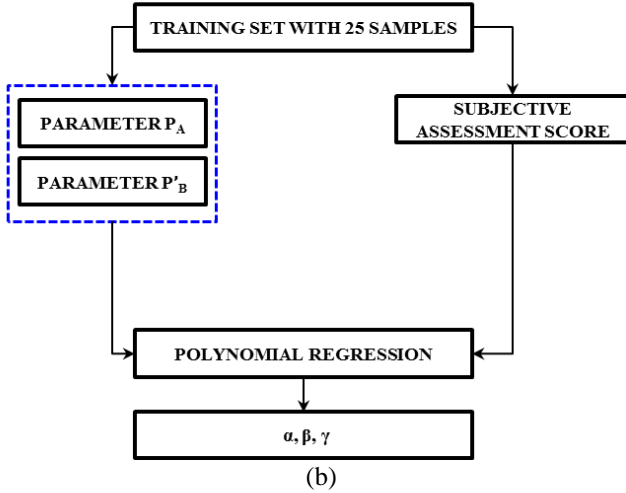 TRAINING SET WITH 25 SAMPLES
PARAMETER P_A
PARAMETER P'_B
SUBJECTIVE
ASSESSMENT SCORE
POLYNOMIAL REGRESSION
α, β, γ
(b)